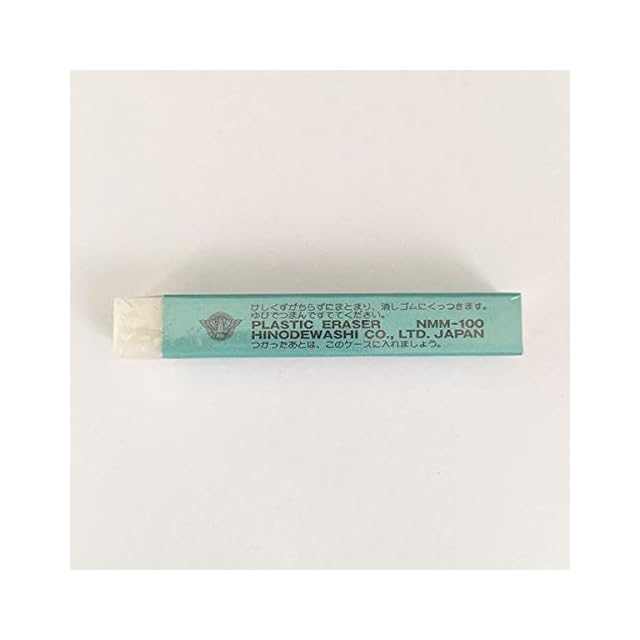 けしくずがちらずにまとまり、消しゴムにくっつきます。
ゆびでつまんですててください。
PLASTIC ERASER NMM-100
HINODEWASHI CO., LTD. JAPAN
つかったあとは、このケースに入れましょう。